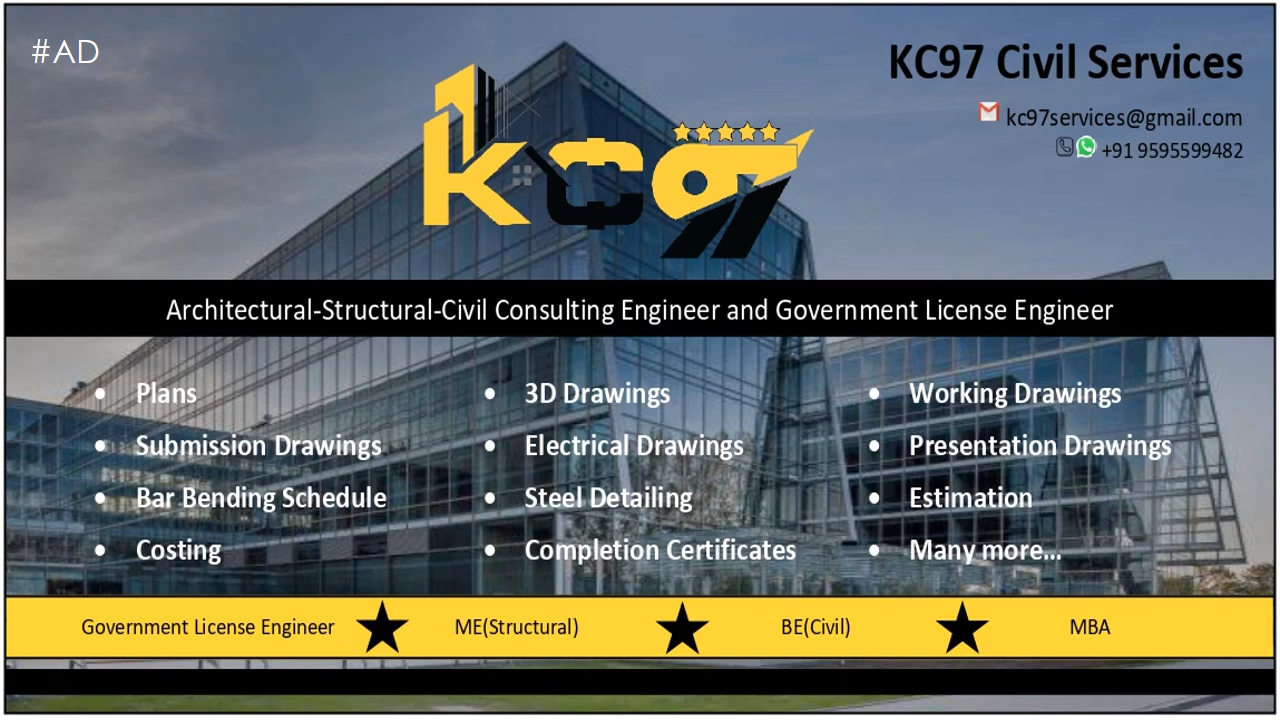 #AD
KC97 Civil Services
kc97services@gmail.com
+91 9595599482
kc97
Architectural-Structural-Civil Consulting Engineer and Government License Engineer
• Plans
• Submission Drawings
• Bar Bending Schedule
• Costing
• 3D Drawings
• Electrical Drawings
• Steel Detailing
• Completion Certificates
• Working Drawings
• Presentation Drawings
• Estimation
• Many more...
Government License Engineer ★ ME(Structural) ★ BE(Civil) ★ MBA